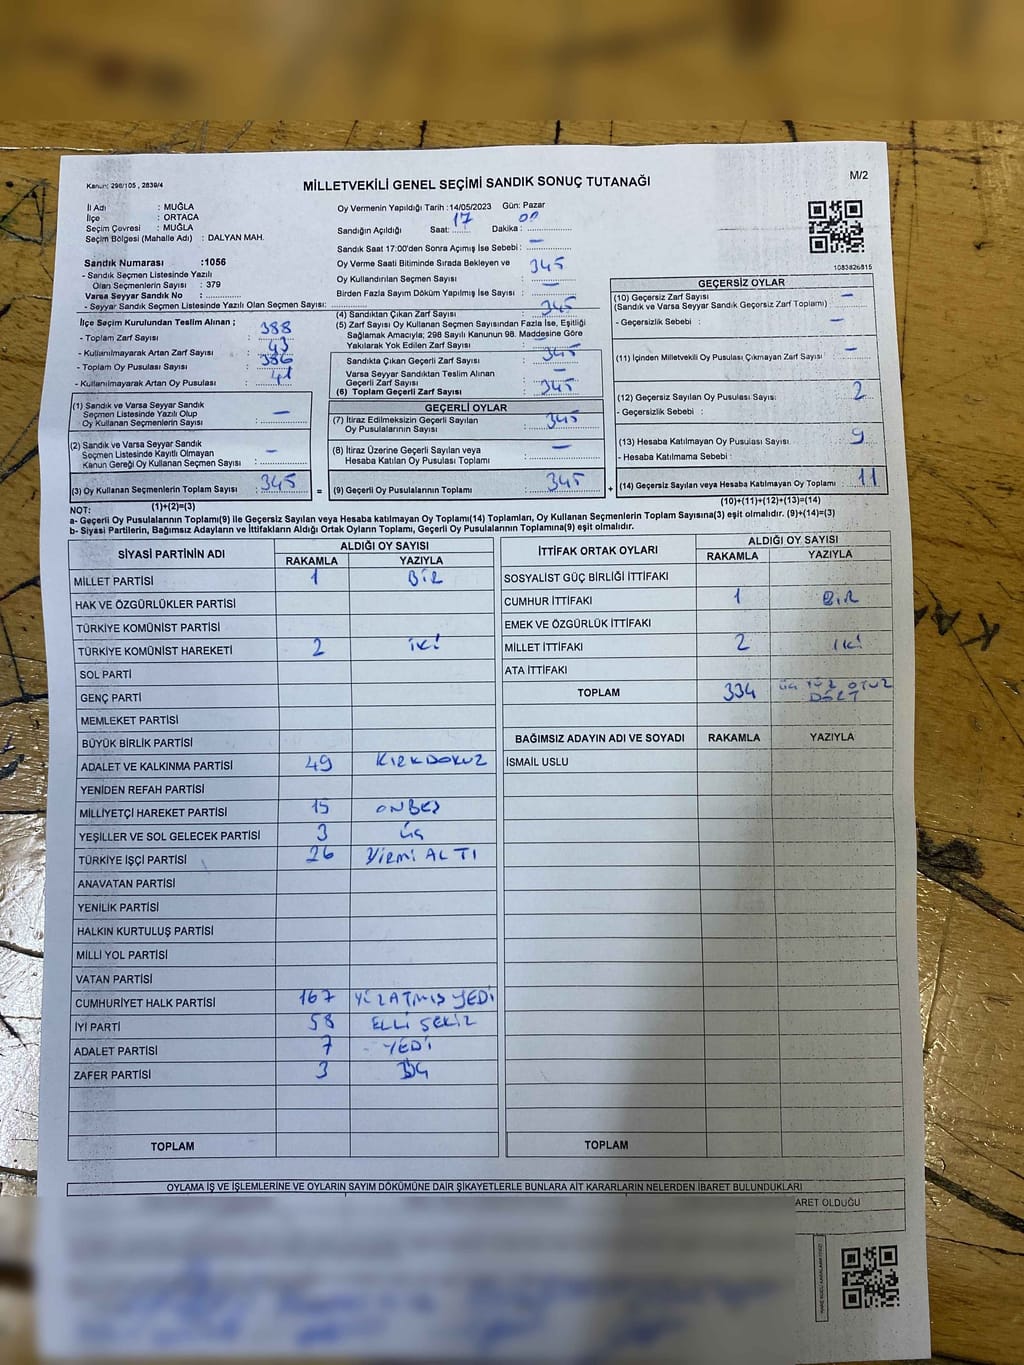 Kanun: 298/105 , 2839/4
MİLLETVEKİLİ GENEL SEÇİMİ SANDIK SONUÇ TUTANAĞI
M/2
İl Adı : MUĞLA
İlçe : ORTACA
Seçim Çevresi : MUĞLA
Seçim Bölgesi (Mahalle Adı) : DALYAN MAH.
Sandık Numarası :1056
- Sandık Seçmen Listesinde Yazılı
Olan Seçmen Sayısı : 379
Varsa Seyyar Sandık No :
- Seyyar Sandık Seçmen Listesinde Yazılı Olan Seçmen Sayısı:
Oy Vermenin Yapıldığı Tarih :14/05/2023 Gün: Pazar
Sandığın Açıldığı Saat: 17 Dakika : 00
Sandık Saat 17:00'den Sonra Açımış İse Sebebi : —
Oy Verme Saati Bitiminde Sırada Bekleyen ve
Oy Kullandırılan Seçmen Sayısı : 345
Birden Fazla Sayım Döküm Yapılmış İse Sayısı : —
1083826815
İlçe Seçim Kurulundan Teslim Alınan ;
- Toplam Zarf Sayısı : 388
- Kullanılmayarak Artan Zarf Sayısı : 43
- Toplam Oy Pusulası Sayısı : 386
- Kullanılmayarak Artan Oy Pusulası : 41
(1) Sandık ve Varsa Seyyar Sandık
Seçmen Listesinde Yazılı Olup
Oy Kullanan Seçmenlerin Sayısı : —
(2) Sandık ve Varsa Seyyar Sandık
Seçmen Listesinde Kayıtlı Olmayan
Kanun Gereği Oy Kullanan Seçmen Sayısı : —
(3) Oy Kullanan Seçmenlerin Toplam Sayısı : 345
(1)+(2)=(3)
(4) Sandıktan Çıkan Zarf Sayısı : 345
(5) Zarf Sayısı Oy Kullanan Seçmen Sayısından Fazla İse, Eşitliği
Sağlamak Amacıyla; 298 Sayılı Kanunun 98. Maddesine Göre
Yakılarak Yok Edilen Zarf Sayısı : —
Sandıkta Çıkan Geçerli Zarf Sayısı : 345
Varsa Seyyar Sandıktan Teslim Alınan
Geçerli Zarf Sayısı : —
(6) Toplam Geçerli Zarf Sayısı : 345
GEÇERLİ OYLAR
(7) İtiraz Edilmeksizin Geçerli Sayılan
Oy Pusulalarının Sayısı : 345
(8) İtiraz Üzerine Geçerli Sayılan veya
Hesaba Katılan Oy Pusulası Toplamı : —
= (9) Geçerli Oy Pusulalarının Toplamı : 345
GEÇERSİZ OYLAR
(10) Geçersiz Zarf Sayısı : —
(Sandık ve Varsa Seyyar Sandık Geçorsiz Zarf Toplamı)
- Geçersizlik Sebebi : —
(11) İçinden Milletvekili Oy Pusulası Çıkmayan Zarf Sayısı : —
(12) Geçersiz Sayılan Oy Pusulası Sayısı : 2
- Geçersizlik Sebebi :
(13) Hesaba Katılmayan Oy Pusulası Sayısı : 9
- Hesaba Katılmama Sebebi :
+ (14) Geçersiz Sayılan veya Hesaba Katılmayan Oy Toplamı : 11
(10)+(11)+(12)+(13)=(14)
NOT:
a- Geçerli Oy Pusulalarının Toplamı(9) ile Geçersiz Sayılan veya Hesaba katılmayan Oy Toplamı(14) Toplamları, Oy Kullanan Seçmenlerin Toplam Sayısına(3) eşit olmalıdır. (9)+(14)=(3)
b- Siyasi Partilerin, Bağımsız Adayların ve İttifakların Aldığı Ortak Oyların Toplamı, Geçerli Oy Pusulalarının Toplamına(9) eşit olmalıdır.
SİYASİ PARTİNİN ADI ALDIĞI OY SAYISI
RAKAMLA YAZIYLA
MİLLET PARTİSİ 1 BİR
HAK VE ÖZGÜRLÜKLER PARTİSİ
TÜRKİYE KOMÜNİST PARTİSİ
TÜRKİYE KOMÜNİST HAREKETİ 2 İKİ
SOL PARTİ
GENÇ PARTİ
MEMLEKET PARTİSİ
BÜYÜK BİRLİK PARTİSİ
ADALET VE KALKINMA PARTİSİ 49 KIRKDOKUZ
YENİDEN REFAH PARTİSİ
MİLLİYETÇİ HAREKET PARTİSİ 15 ONBEŞ
YEŞİLLER VE SOL GELECEK PARTİSİ 3 ÜÇ
TÜRKİYE İŞÇİ PARTİSİ 26 YİRMİ ALTI
ANAVATAN PARTİSİ
YENİLİK PARTİSİ
HALKIN KURTULUŞ PARTİSİ
MİLLİ YOL PARTİSİ
VATAN PARTİSİ
CUMHURİYET HALK PARTİSİ 167 YÜZATMIŞ YEDİ
İYİ PARTİ 58 ELLİ SEKİZ
ADALET PARTİSİ 7 YEDİ
ZAFER PARTİSİ 3 ÜÇ
TOPLAM
İTTİFAK ORTAK OYLARI ALDIĞI OY SAYISI
RAKAMLA YAZIYLA
SOSYALİST GÜÇ BİRLİĞİ İTTİFAKI
CUMHUR İTTİFAKI 1 BİR
EMEK VE ÖZGÜRLÜK İTTİFAKI
MİLLET İTTİFAKI 2 İKİ
ATA İTTİFAKI
TOPLAM 334 ÜÇ YÜZ OTUZ
DÖRT
BAĞIMSIZ ADAYIN ADI VE SOYADI RAKAMLA YAZIYLA
İSMAİL USLU
TOPLAM
OYLAMA İŞ VE İŞLEMLERİNE VE OYLARIN SAYIM DÖKÜMÜNE DAİR ŞİKAYETLERLE BUNLARA AİT KARARLARIN NELERDEN İBARET BULUNDUKLARI
ARET OLDUĞU